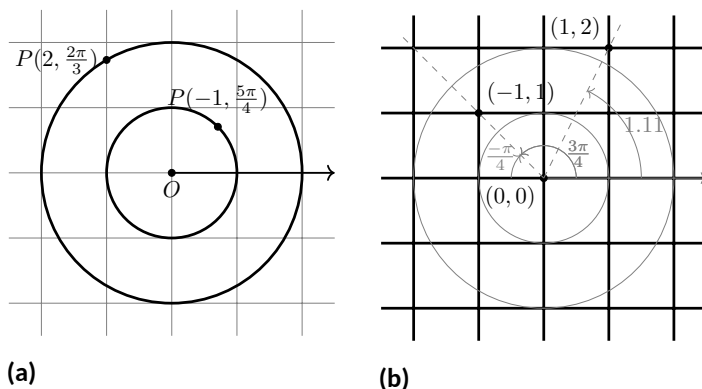 P(2, 2π/3)
P(−1, 5π/4)
O
(a)
(1, 2)
(−1, 1)
1.11
−π/4
3π/4
(0, 0)
(b)